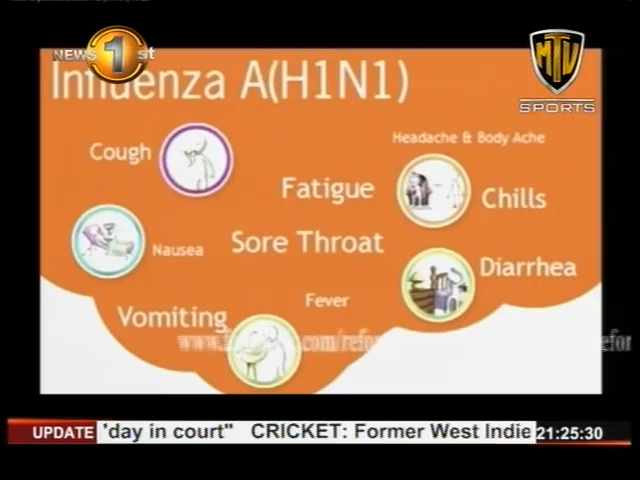 NEWS 1st
MTV
SPORTS
Influenza A(H1N1)
Headache & Body Ache
Cough
Fatigue
Chills
Nausea
Sore Throat
Diarrhea
Fever
Vomiting
UPDATE 'day in court" CRICKET: Former West Indie 21:25:30